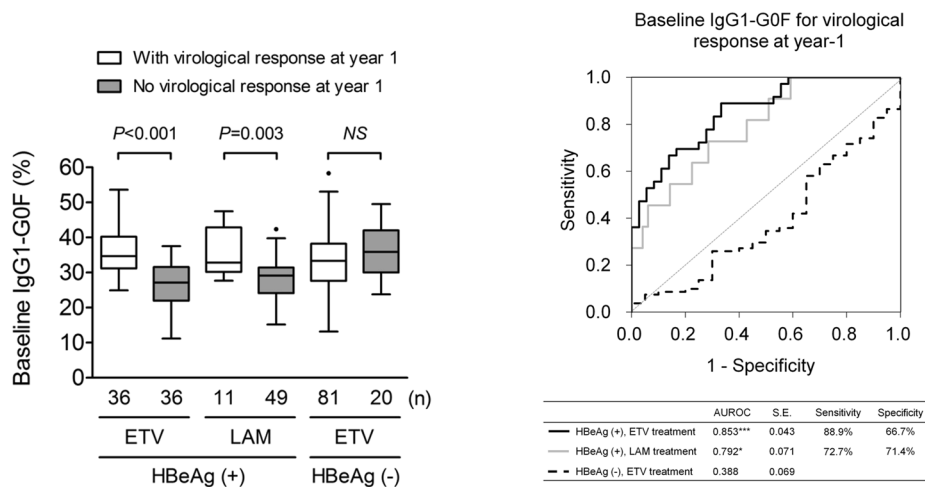 With virological response at year 1
No virological response at year 1
P<0.001
P=0.003
NS
Baseline IgG1-G0F (%)
60
50
40
30
20
10
0
36 36 11 49 81 20 (n)
ETV LAM ETV
HBeAg (+) HBeAg (-)
Baseline IgG1-G0F for virological
response at year-1
Sensitivity
1.0
0.8
0.6
0.4
0.2
0.0
0.0 0.2 0.4 0.6 0.8 1.0
1 - Specificity
AUROC S.E. Sensitivity Specificity
HBeAg (+), ETV treatment 0.853*** 0.043 88.9% 66.7%
HBeAg (+), LAM treatment 0.792* 0.071 72.7% 71.4%
HBeAg (-), ETV treatment 0.388 0.069